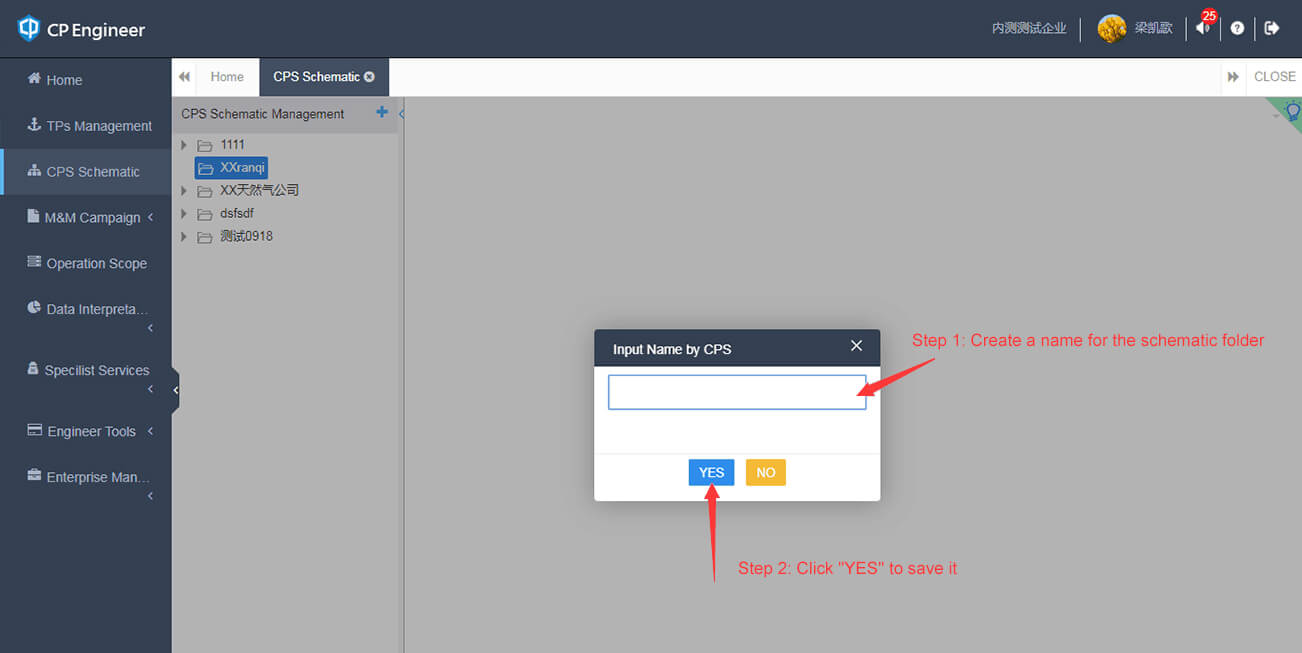 CP Engineer
内测测试企业
梁凯歌
25
Home
TPs Management
CPS Schematic
M&M Campaign
Operation Scope
Data Interpreta...
Specilist Services
Engineer Tools
Enterprise Man...
Home
CPS Schematic
CLOSE
CPS Schematic Management
1111
XXranqi
XX天然气公司
dsfsdf
测试0918
Input Name by CPS
YES
NO
Step 1: Create a name for the schematic folder
Step 2: Click "YES" to save it